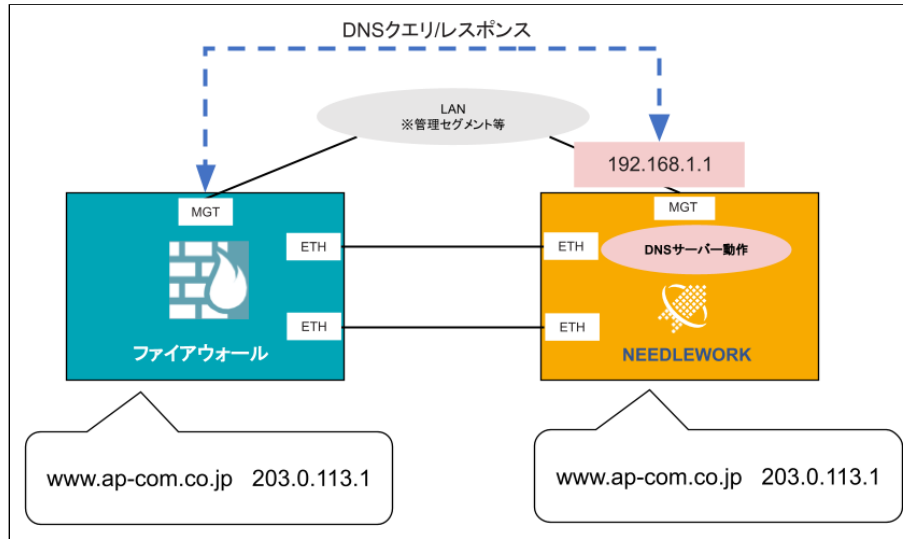 DNSクエリ/レスポンス
LAN
※管理セグメント等
192.168.1.1
MGT
MGT
ETH
ETH
DNSサーバー動作
ETH
ETH
ファイアウォール
NEEDLEWORK
www.ap-com.co.jp 203.0.113.1
www.ap-com.co.jp 203.0.113.1